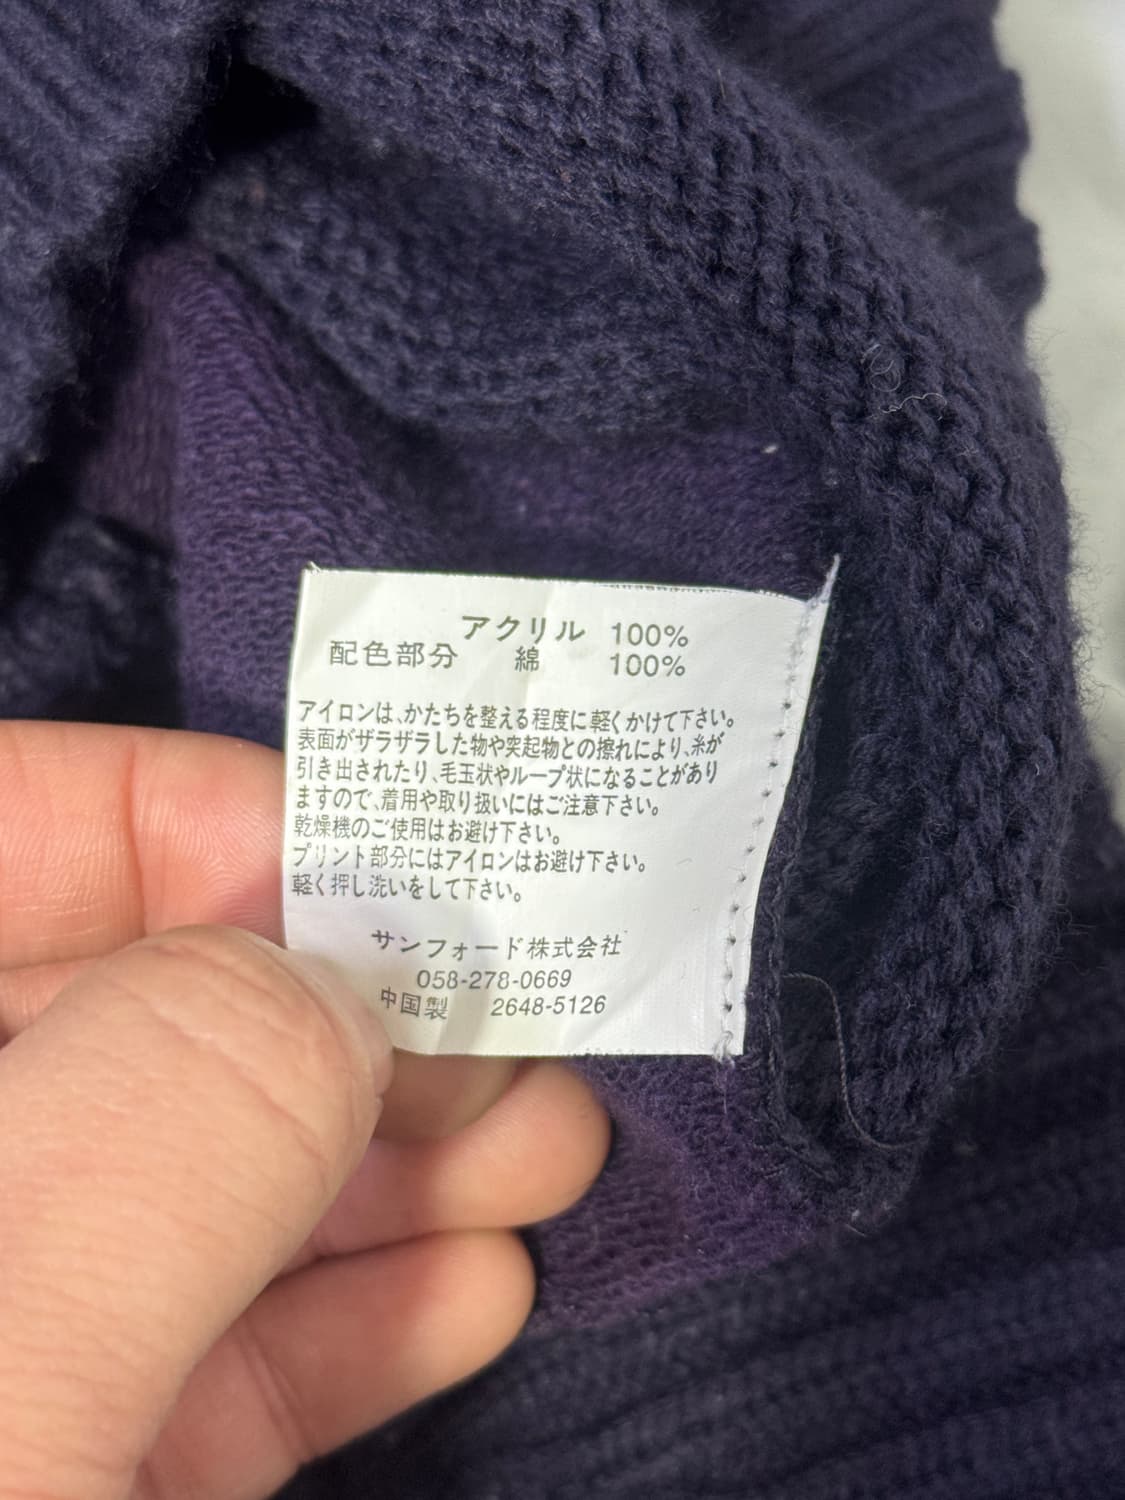 アクリル 100%
配色部分 綿 100%
アイロンは、かたちを整える程度に軽くかけて下さい。
表面がザラザラした物や突起物との擦れにより、糸が
引き出されたり、毛玉状やループ状になることがあり
ますので、着用や取り扱いにはご注意下さい。
乾燥機のご使用はお避け下さい。
プリント部分にはアイロンはお避け下さい。
軽く押し洗いをして下さい。
サンフォード株式会社
058-278-0669
中国製 2648-5126